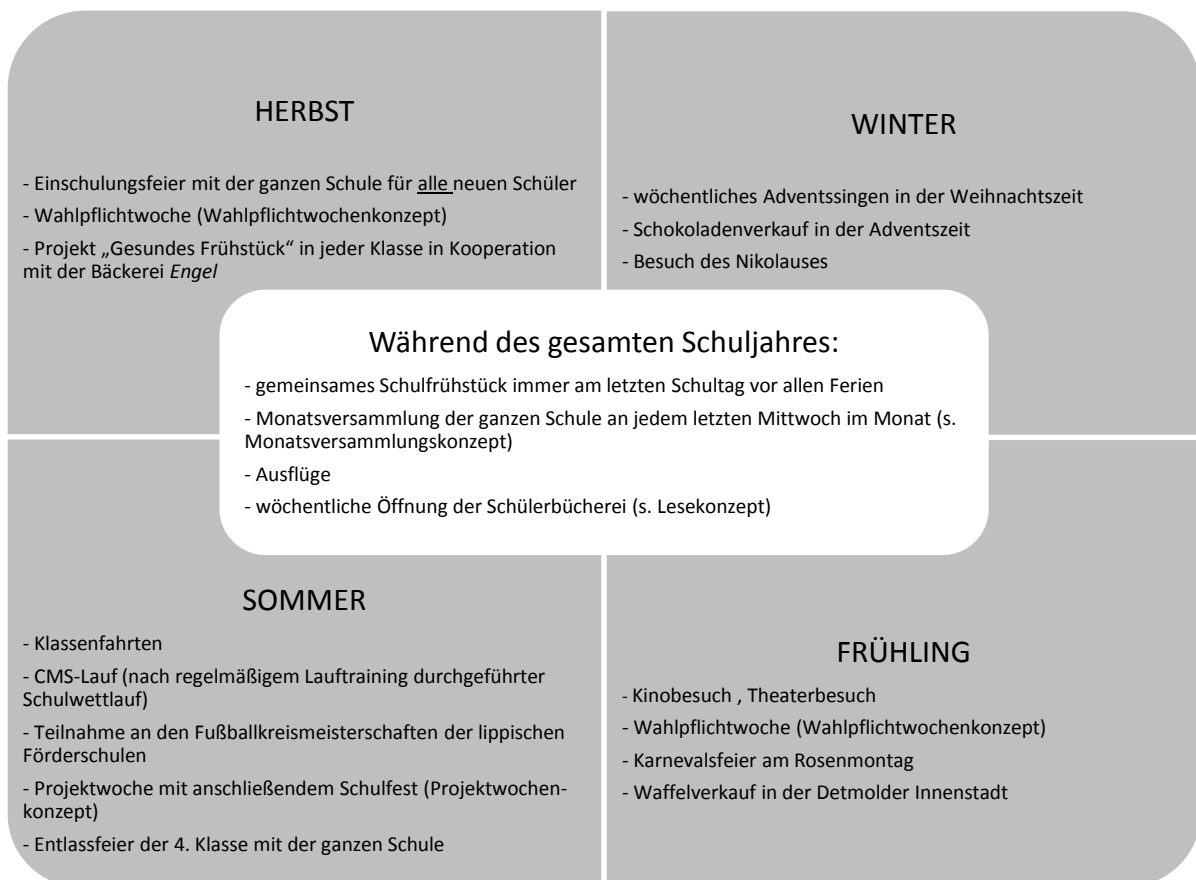 HERBST
- Einschulungsfeier mit der ganzen Schule für alle neuen Schüler
- Wahlpflichtwoche (Wahlpflichtwochenkonzept)
- Projekt „Gesundes Frühstück“ in jeder Klasse in Kooperation
mit der Bäckerei Engel
WINTER
- wöchentliches Adventssingen in der Weihnachtszeit
- Schokoladenverkauf in der Adventszeit
- Besuch des Nikolauses
Während des gesamten Schuljahres:
- gemeinsames Schulfrühstück immer am letzten Schultag vor allen Ferien
- Monatsversammlung der ganzen Schule an jedem letzten Mittwoch im Monat (s.
Monatsversammlungskonzept)
- Ausflüge
- wöchentliche Öffnung der Schülerbücherei (s. Lesekonzept)
SOMMER
- Klassenfahrten
- CMS-Lauf (nach regelmäßigem Lauftraining durchgeführter
Schulwettlauf)
- Teilnahme an den Fußballkreismeisterschaften der lippischen
Förderschulen
- Projektwoche mit anschließendem Schulfest (Projektwochen-
konzept)
- Entlassfeier der 4. Klasse mit der ganzen Schule
FRÜHLING
- Kinobesuch , Theaterbesuch
- Wahlpflichtwoche (Wahlpflichtwochenkonzept)
- Karnevalsfeier am Rosenmontag
- Waffelverkauf in der Detmolder Innenstadt